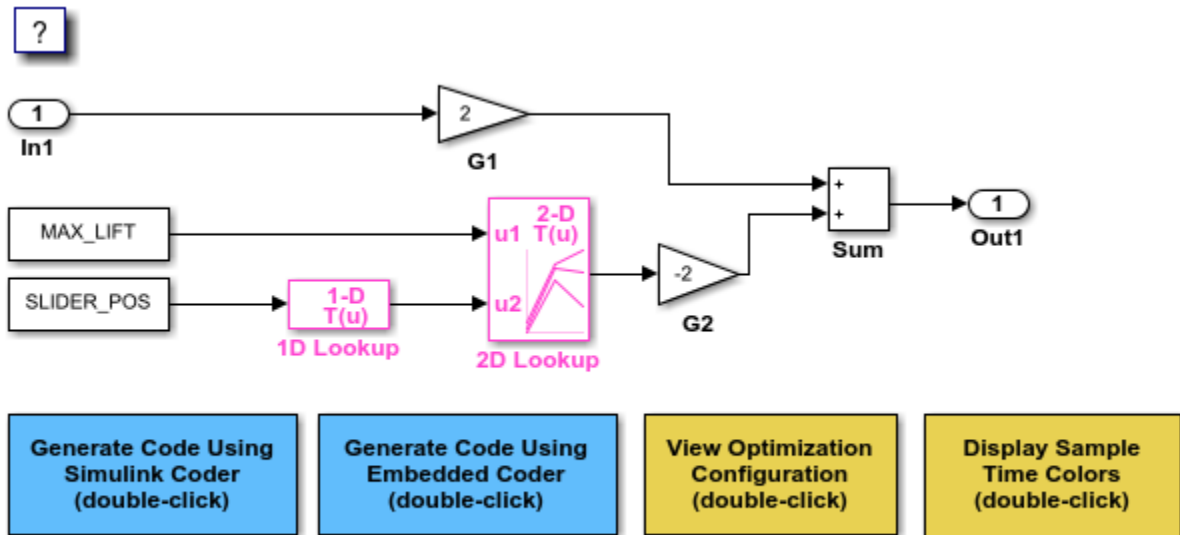 ?
1
In1
2
G1
MAX_LIFT
SLIDER_POS
1-D
T(u)
1D Lookup
2-D
T(u)
u1
u2
2D Lookup
-2
G2
+
+
Sum
1
Out1
Generate Code Using
Simulink Coder
(double-click)
Generate Code Using
Embedded Coder
(double-click)
View Optimization
Configuration
(double-click)
Display Sample
Time Colors
(double-click)